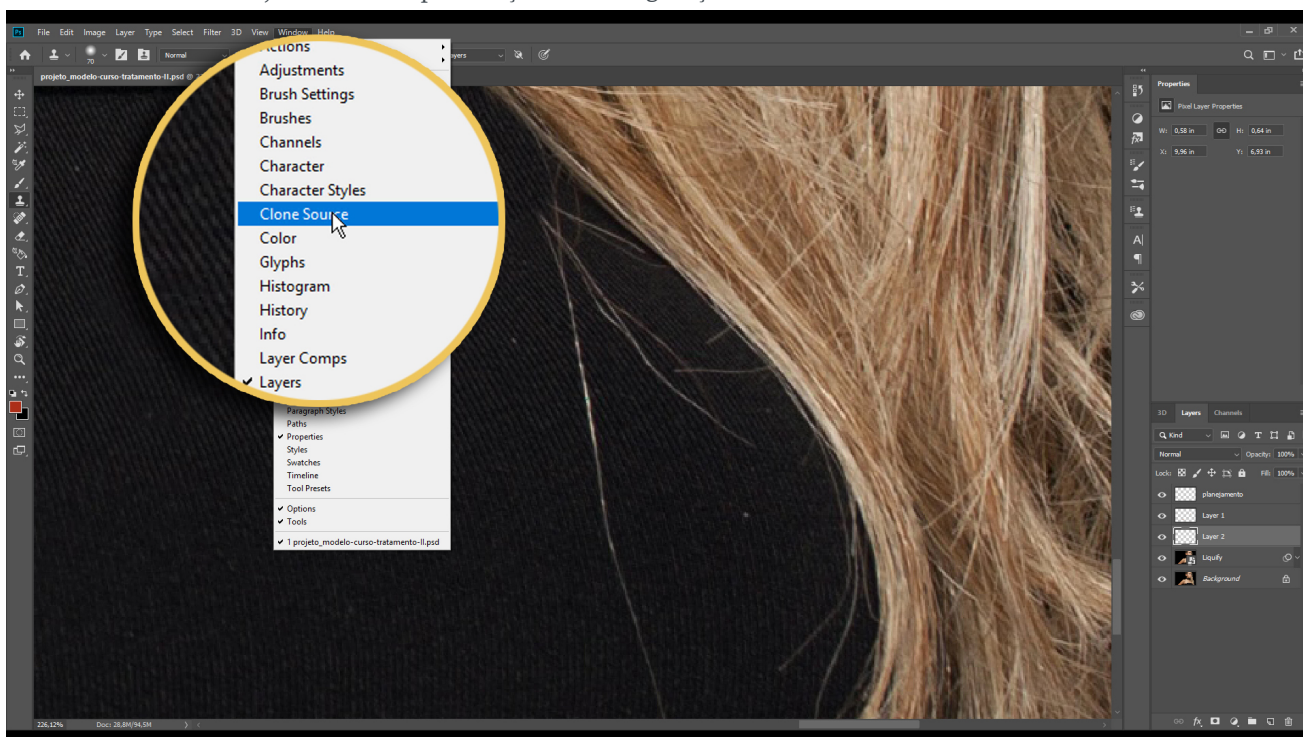 Ps File Edit Image Layer Type Select Filter 3D View Window Help
70 Normal
projeto_modelo-curso-tratamento-II.psd @
Actions
Adjustments
Brush Settings
Brushes
Channels
Character
Character Styles
Clone Source
Color
Glyphs
Histogram
History
Info
Layer Comps
Layers
Paragraph Styles
Paths
Properties
Styles
Swatches
Timeline
Tool Presets
Options
Tools
1 projeto_modelo-curso-tratamento-II.psd
Properties
Pixel Layer Properties
W: 0,58 in H: 0,64 in
X: 9,96 in Y: 6,93 in
3D Layers Channels
Kind
Normal Opacity: 100%
Lock: Fill: 100%
planejamento
Layer 1
Layer 2
Liquify
Background
226,12% Doc: 28,8M/94,5M